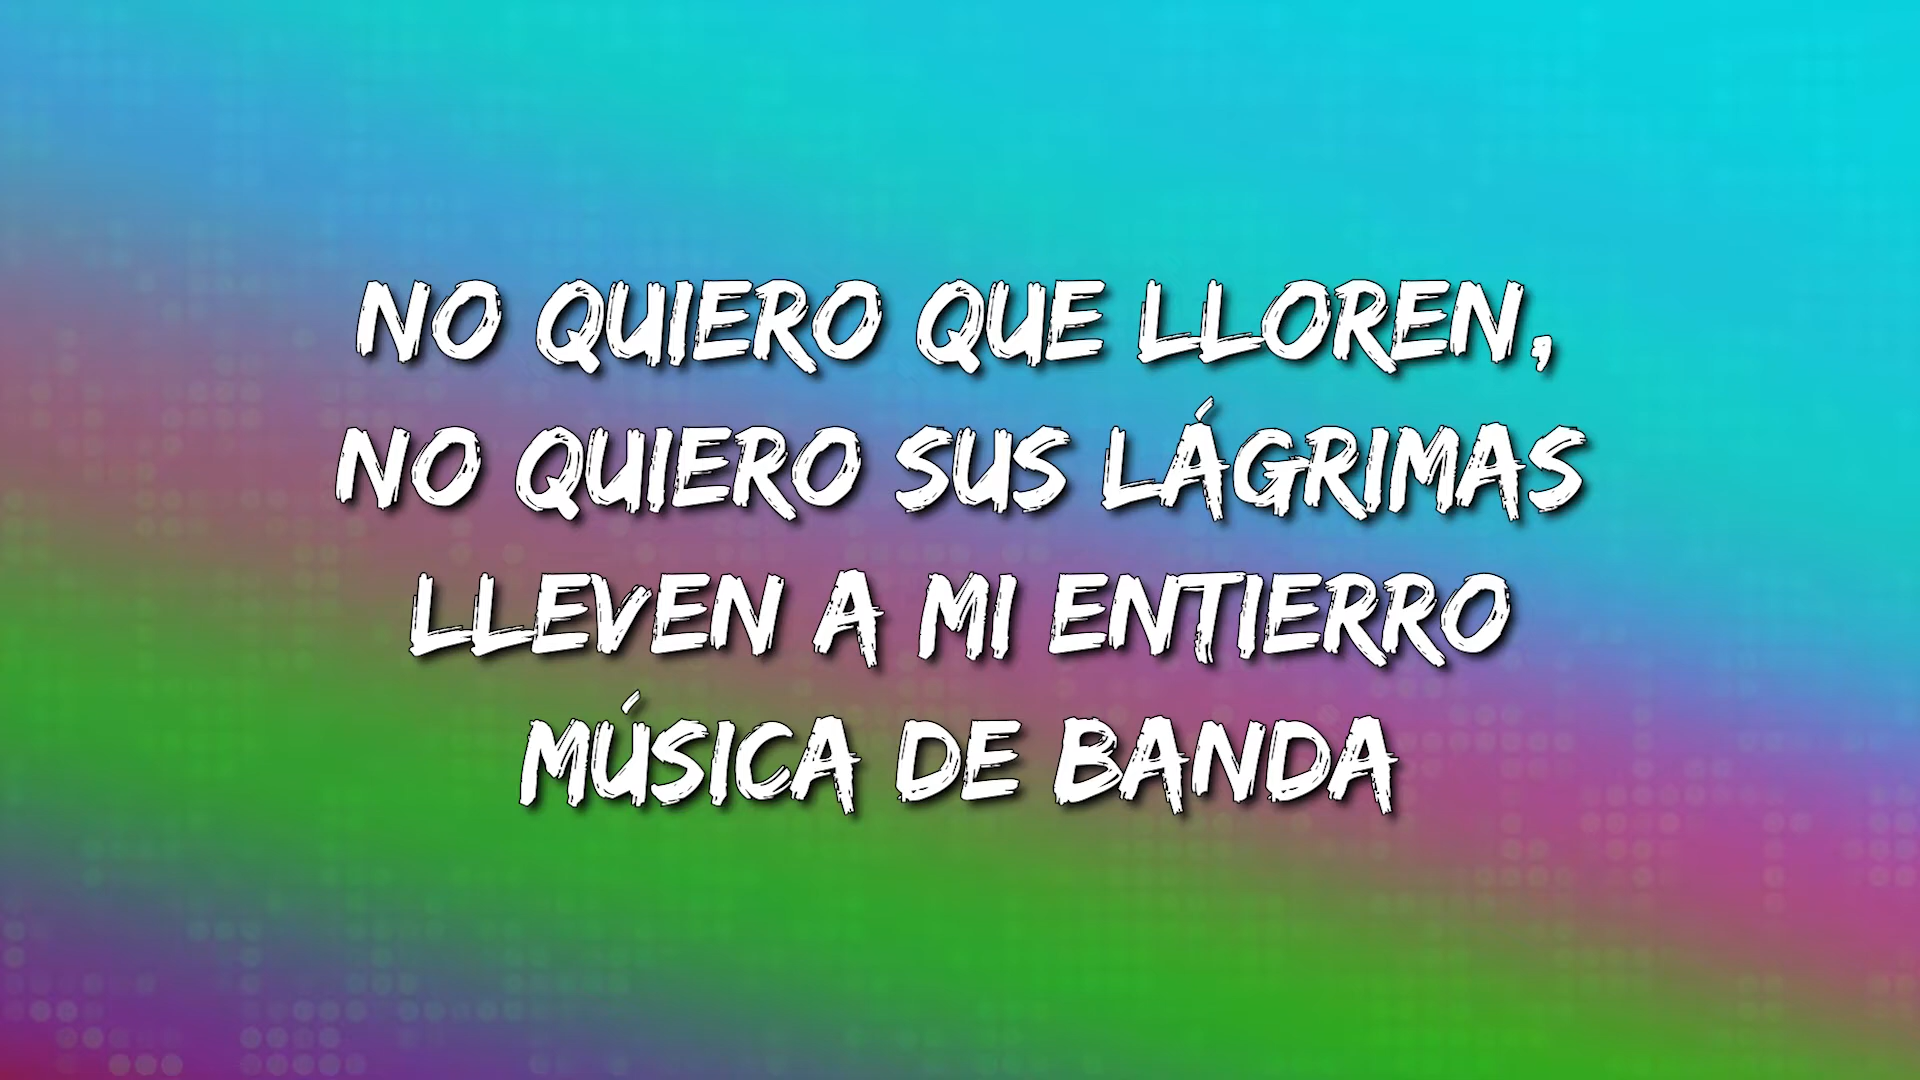 NO QUIERO QUE LLOREN,
NO QUIERO SUS LÁGRIMAS
LLEVEN A MI ENTIERRO
MÚSICA DE BANDA